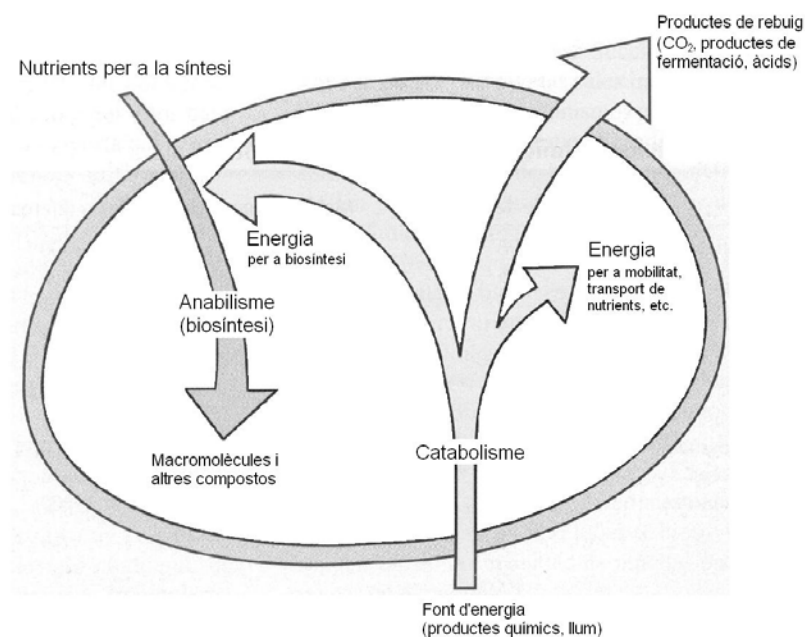 Productes de rebuig
(CO₂, productes de
fermentació, àcids)
Nutrients per a la síntesi
Energia
per a biosíntesi
Energia
per a mobilitat,
transport de
nutrients, etc.
Anabilisme
(biosíntesi)
Macromolècules i
altres compostos
Catabolisme
Font d'energia
(productes químics, llum)